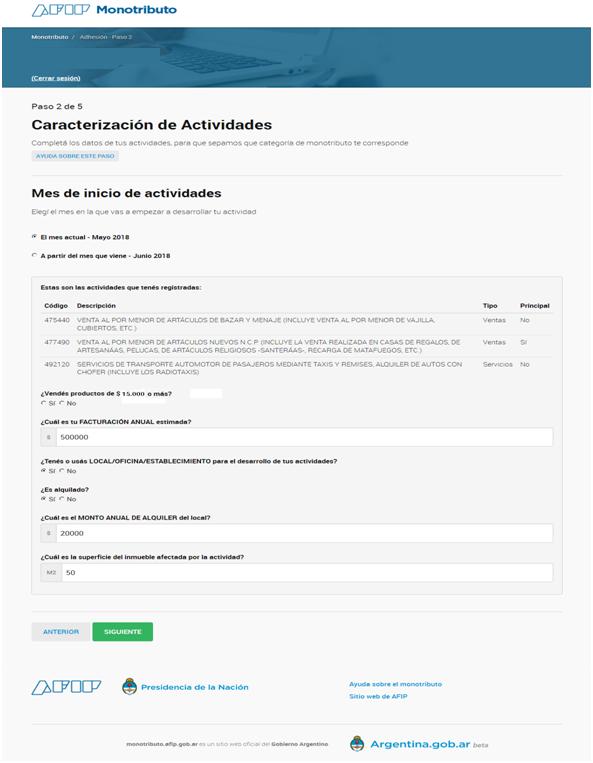 AFIP Monotributo
Monotributo / Adhesión - Paso 2
(Cerrar sesión)
Paso 2 de 5
Caracterización de Actividades
Completá los datos de tus actividades, para que sepamos que categoría de monotributo te corresponde
AYUDA SOBRE ESTE PASO
Mes de inicio de actividades
Elegí el mes en la que vas a empezar a desarrollar tu actividad
El mes actual - Mayo 2018
A partir del mes que viene - Junio 2018
Estas son las actividades que tenés registradas:
Código Descripción Tipo Principal
475440 VENTA AL POR MENOR DE ARTÁCULOS DE BAZAR Y MENAJE (INCLUYE VENTA AL POR MENOR DE VAJILLA, Ventas No
CUBIERTOS, ETC.)
477490 VENTA AL POR MENOR DE ARTÁCULOS NUEVOS N.C.P. (INCLUYE LA VENTA REALIZADA EN CASAS DE REGALOS, DE Ventas Sí
ARTESANÁAS, PELUCAS, DE ARTÁCULOS RELIGIOSOS -SANTERÁAS-, RECARGA DE MATAFUEGOS, ETC.)
492120 SERVICIOS DE TRANSPORTE AUTOMOTOR DE PASAJEROS MEDIANTE TAXIS Y REMISES, ALQUILER DE AUTOS CON Servicios No
CHOFER (INCLUYE LOS RADIOTAXIS)
¿Vendés productos de $ 15.000 o más?
Sí No
¿Cuál es tu FACTURACIÓN ANUAL estimada?
$ 500000
¿Tenés o usás LOCAL/OFICINA/ESTABLECIMIENTO para el desarrollo de tus actividades?
Sí No
¿Es alquilado?
Sí No
¿Cuál es el MONTO ANUAL DE ALQUILER del local?
$ 20000
¿Cuál es la superficie del inmueble afectada por la actividad?
M2 50
ANTERIOR SIGUIENTE
AFIP Presidencia de la Nación Ayuda sobre el monotributo
Sitio web de AFIP
monotributo.afip.gob.ar es un sitio web oficial del Gobierno Argentino Argentina.gob.ar beta